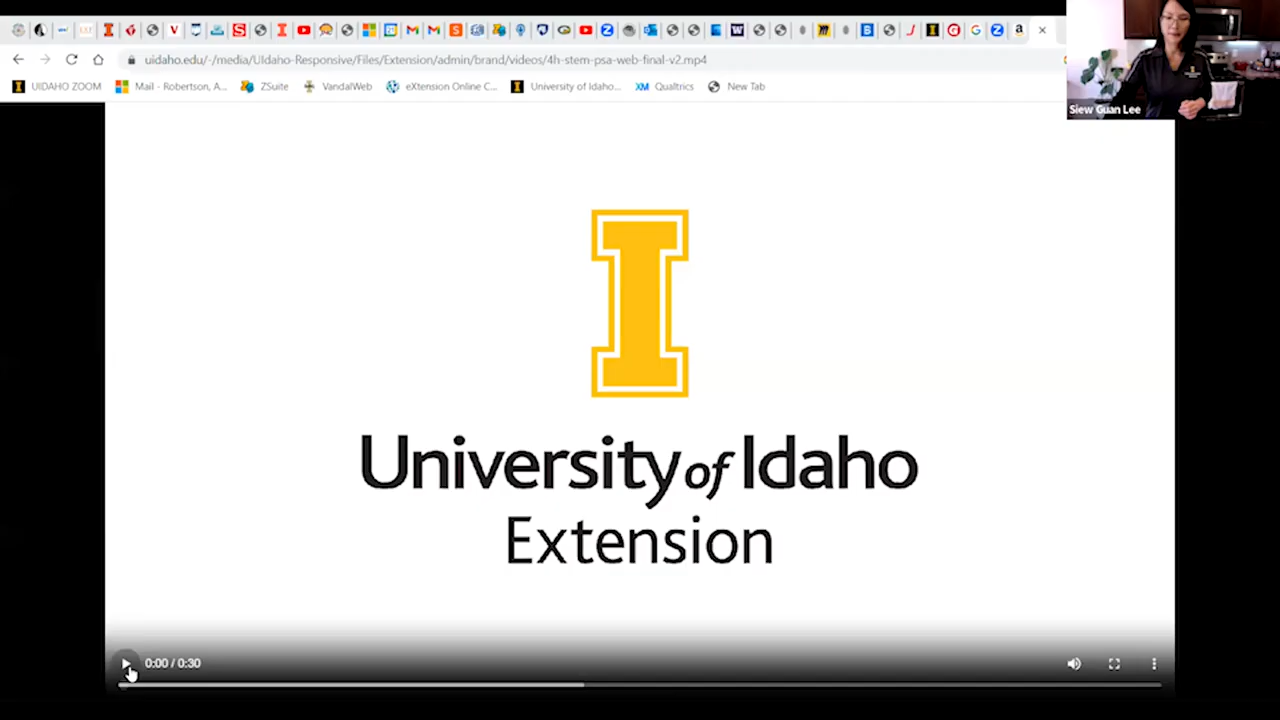 uidaho.edu/-/media/UIdaho-Responsive/Files/Extension/admin/brand/videos/4h-stem-psa-web-final-v2.mp4
UIDAHO ZOOM Mail - Robertson, A... ZSuite VandalWeb eXtension Online C... University of Idaho... XM Qualtrics New Tab
Siew Guan Lee
I
University of Idaho
Extension
0:00 / 0:30